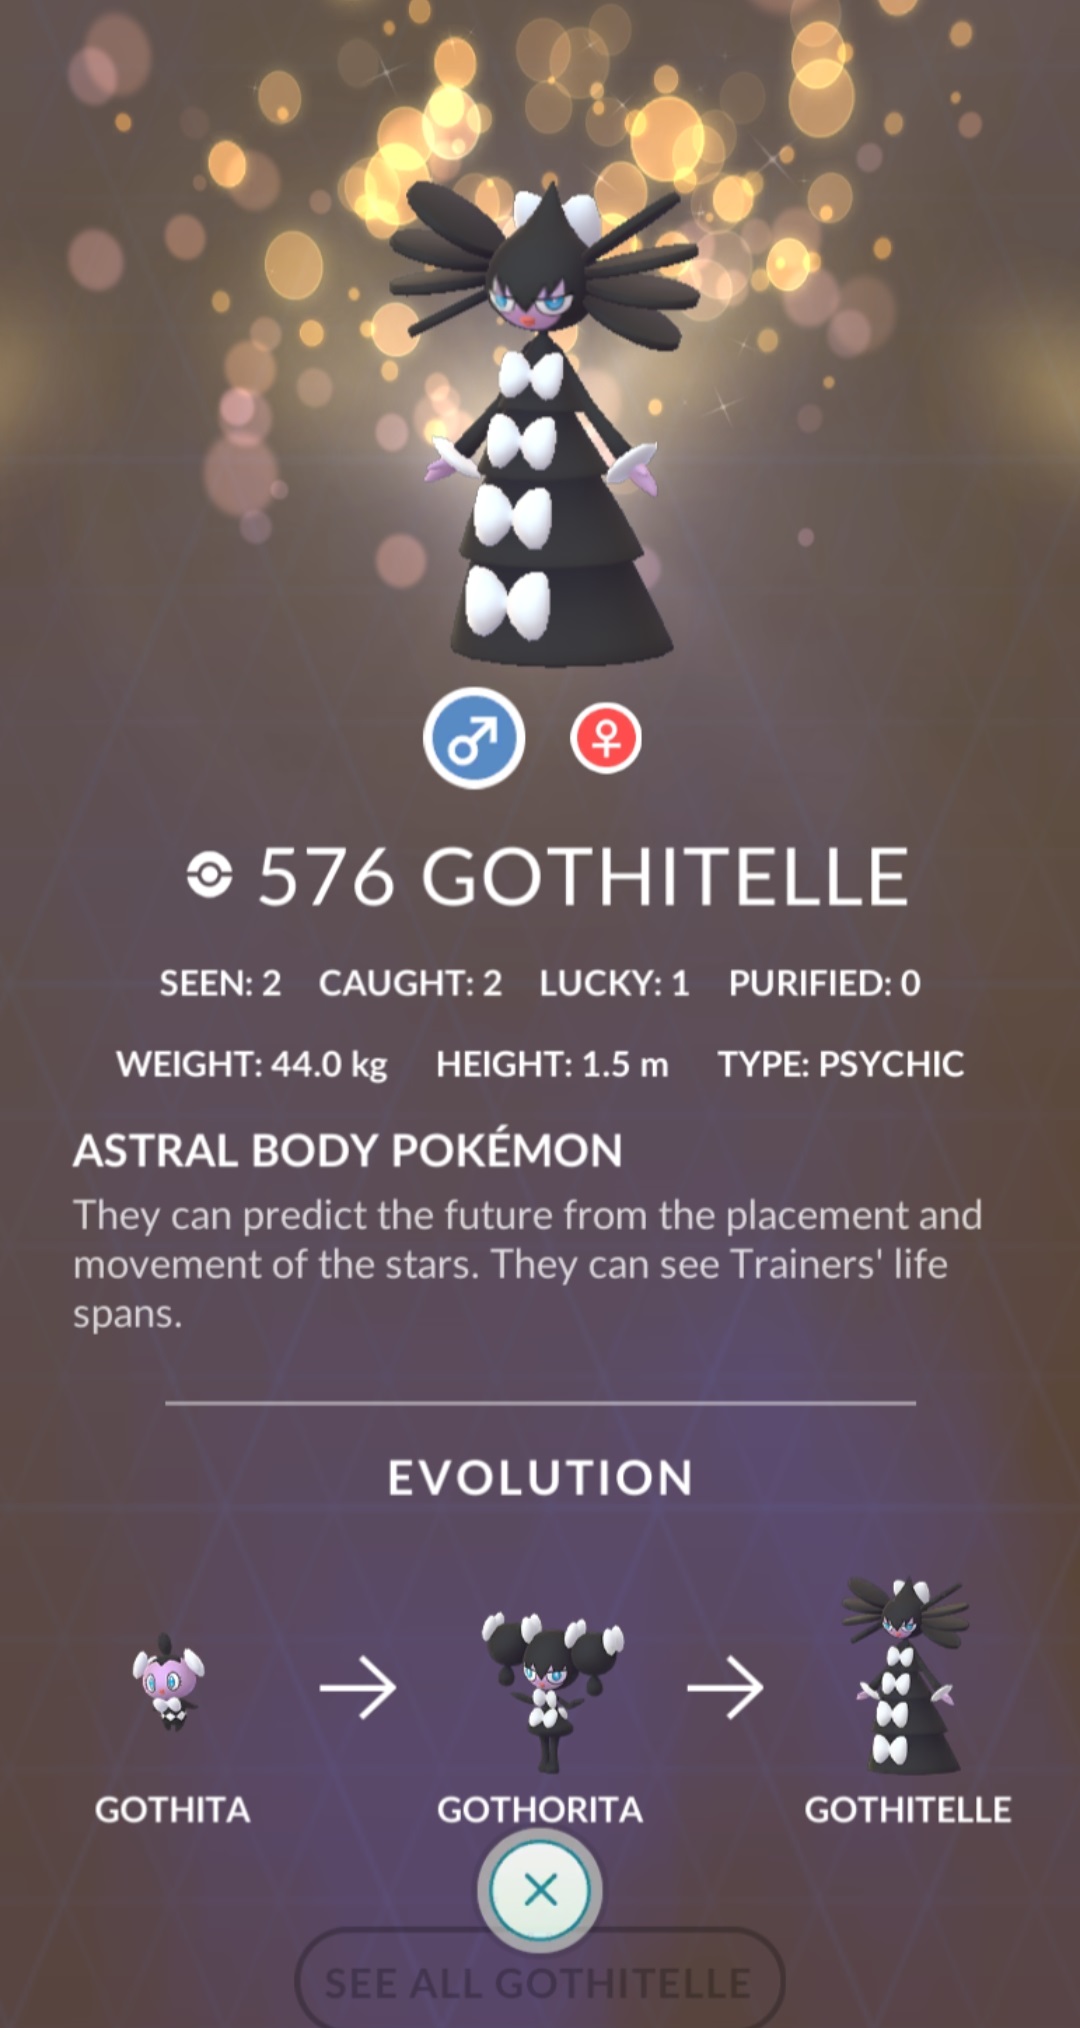 576 GOTHITELLE
SEEN: 2 CAUGHT: 2 LUCKY: 1 PURIFIED: 0
WEIGHT: 44.0 kg HEIGHT: 1.5 m TYPE: PSYCHIC
ASTRAL BODY POKÉMON
They can predict the future from the placement and
movement of the stars. They can see Trainers' life
spans.
EVOLUTION
GOTHITA GOTHORITA GOTHITELLE
SEE ALL GOTHITELLE